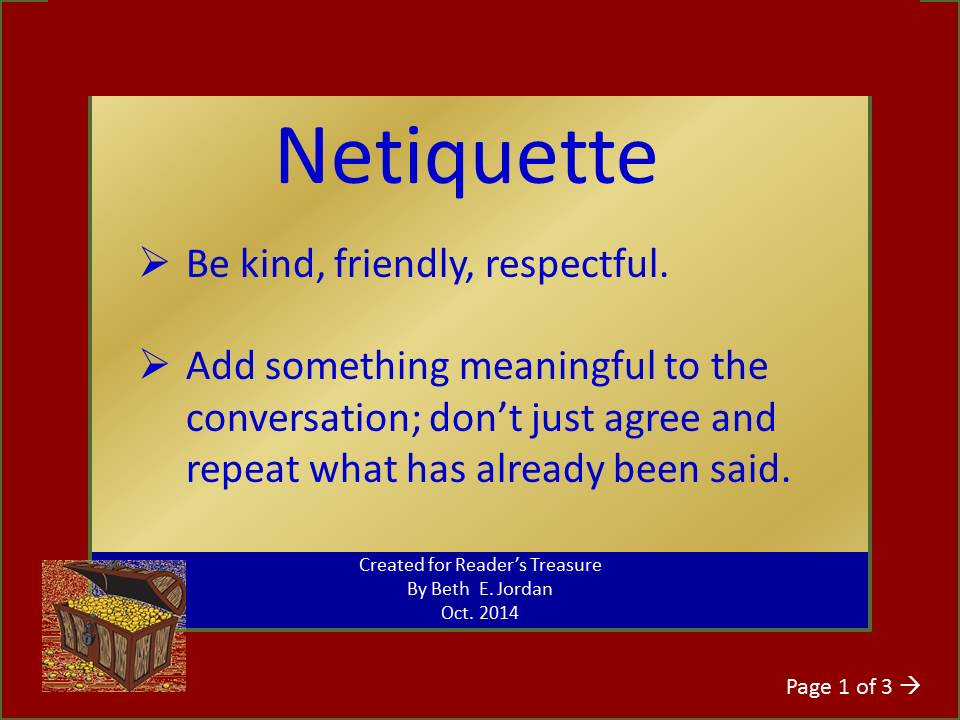 Netiquette
➢ Be kind, friendly, respectful.
➢ Add something meaningful to the
conversation; don’t just agree and
repeat what has already been said.
Created for Reader’s Treasure
By Beth  E. Jordan
Oct. 2014
Page 1 of 3 →